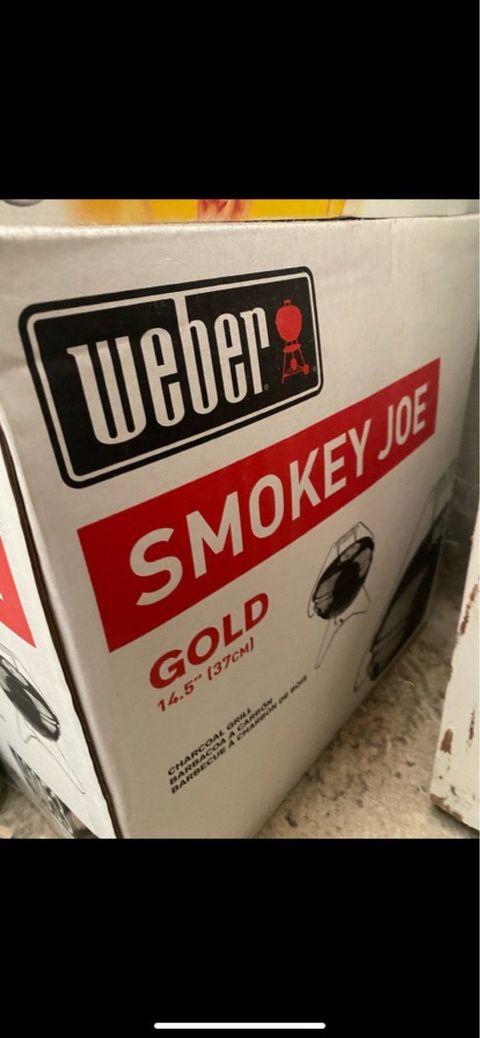 weber
SMOKEY JOE
GOLD
14.5" (37CM)
CHARCOAL GRILL
BARBACOA A CARBÓN
BARBECUE À CHARBON DE BOIS